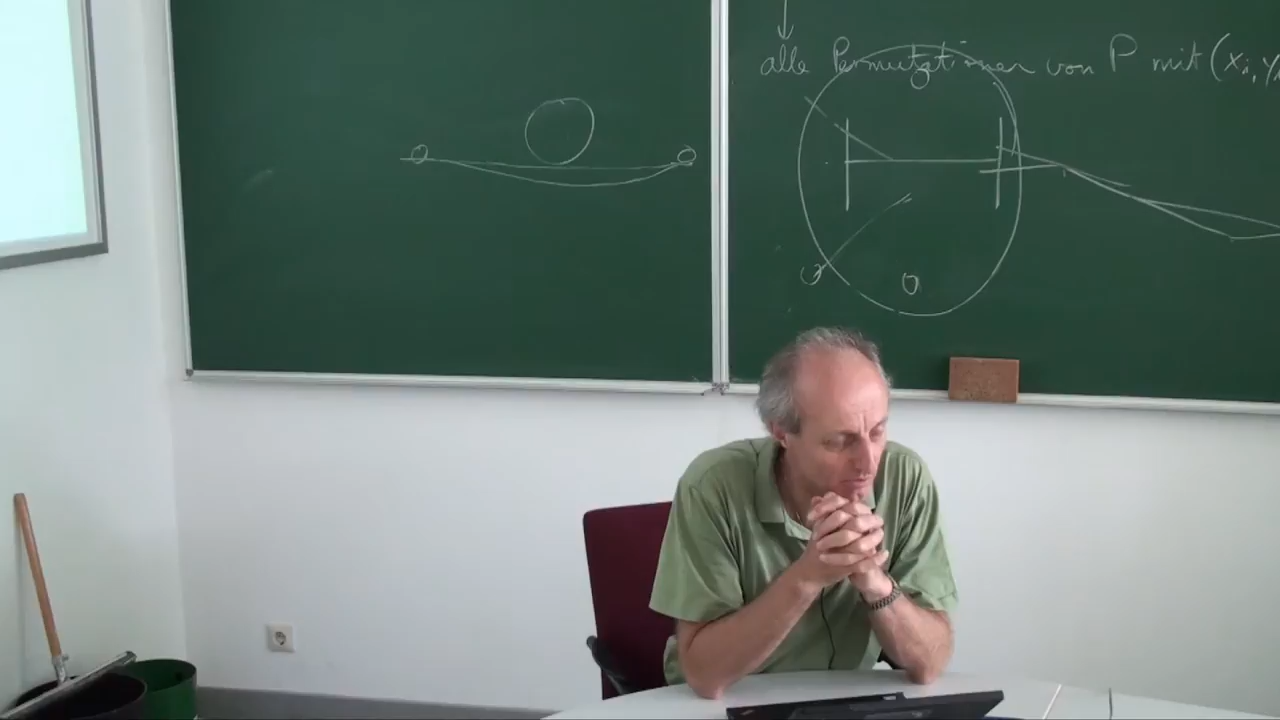 alle Permutationen von P mit (x_i, y_i